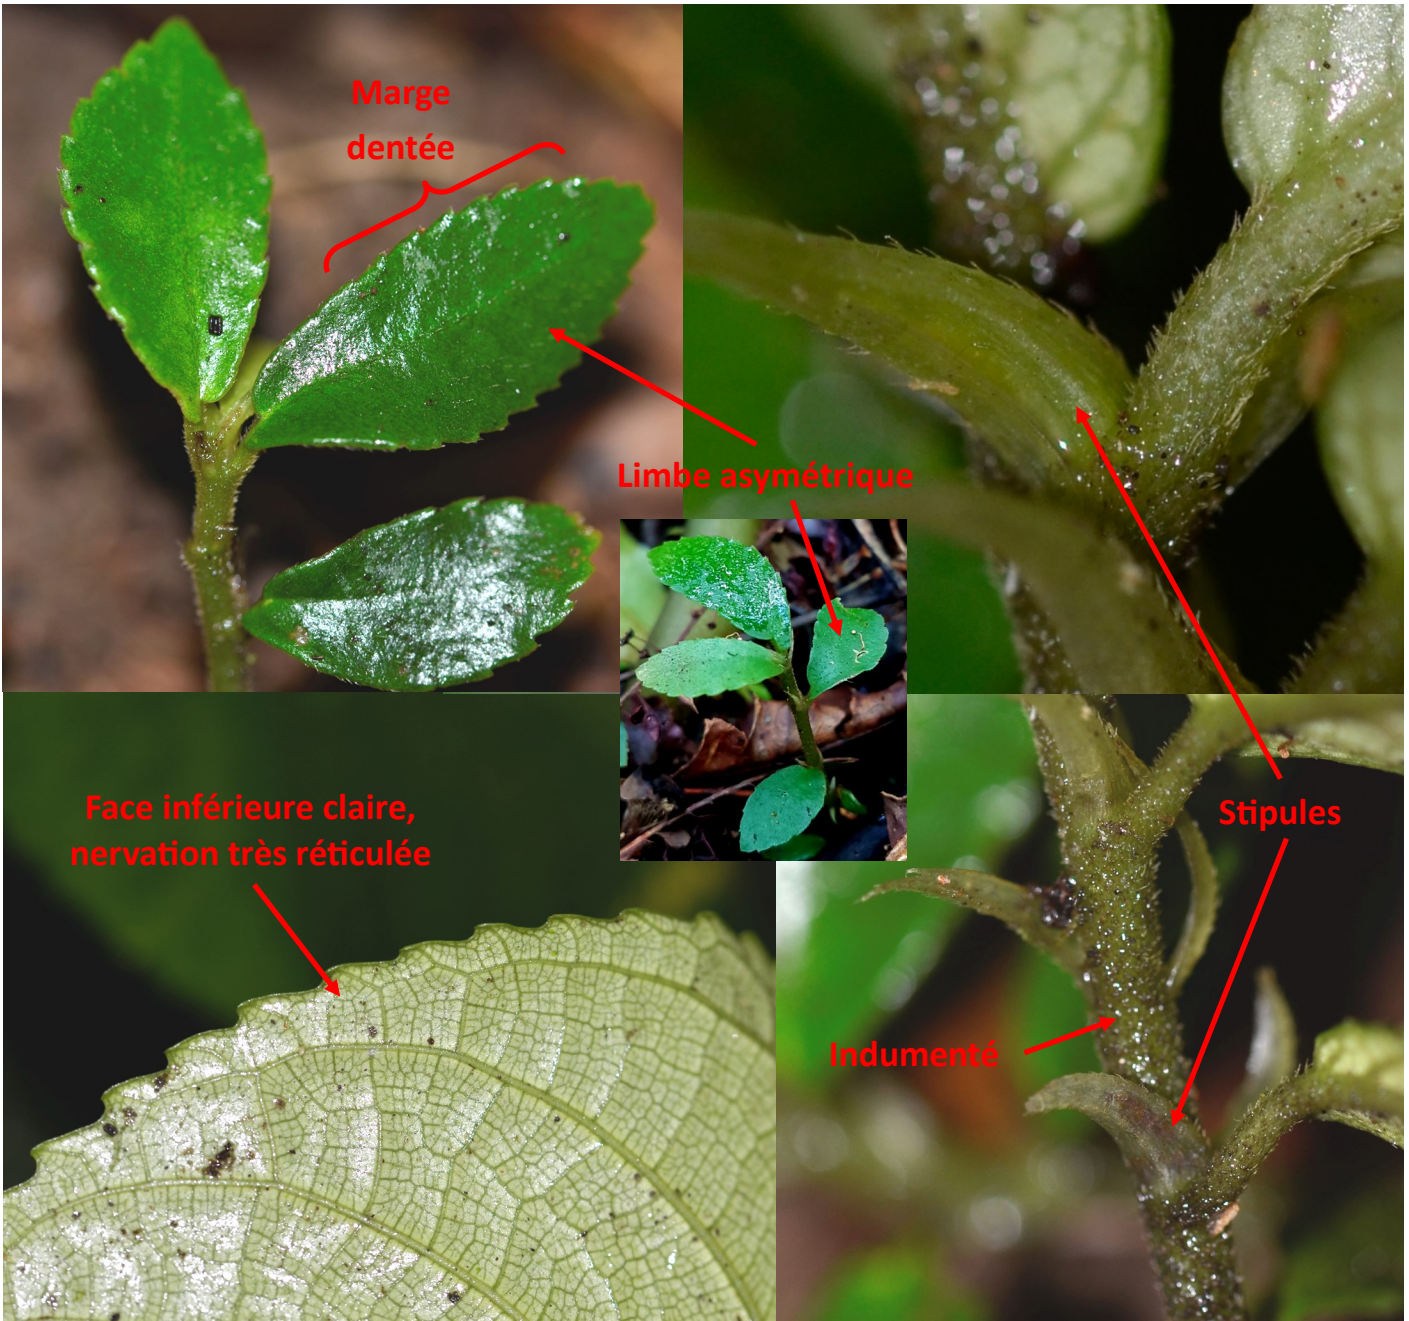 Marge
dentée
Limbe asymétrique
Face inférieure claire,
nervation très réticulée
Stipules
Indumenté